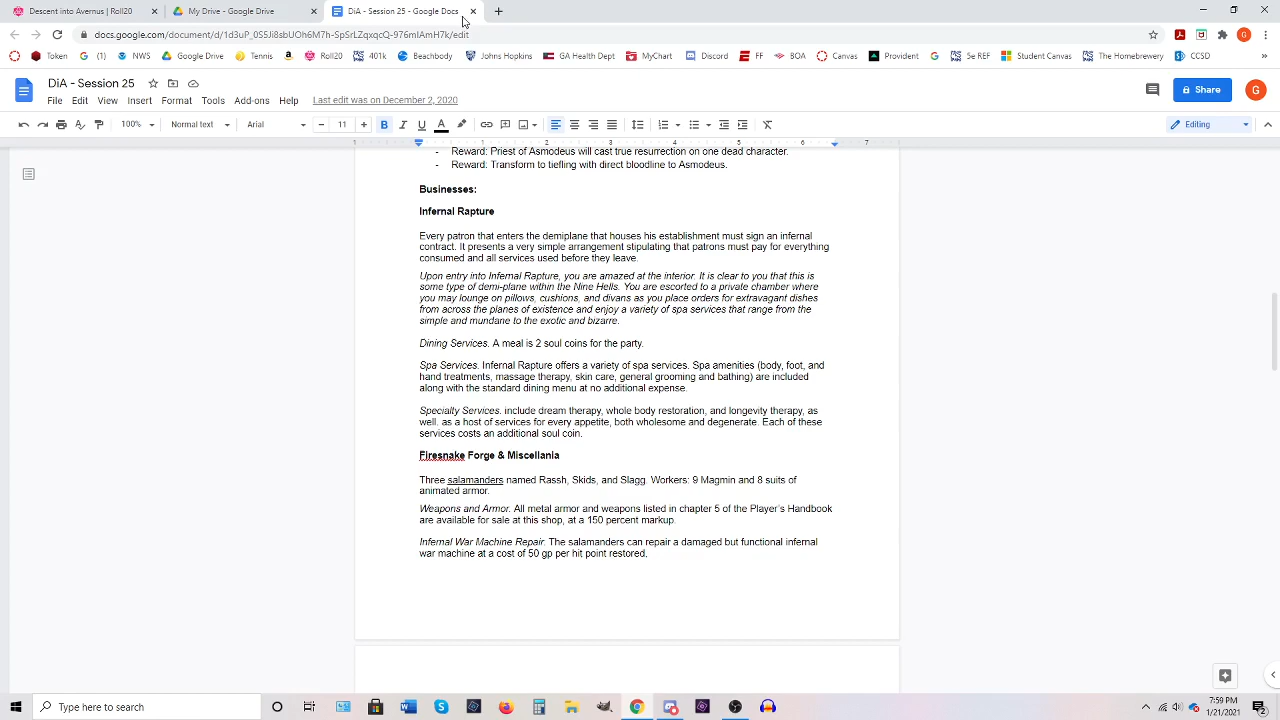 Descent into Avernus | Roll20
My Drive - Google Drive
DiA - Session 25 - Google Docs
docs.google.com/document/d/1d3uP_0S5Ji8sbUOh6M7h-SpSrLZqxqcQ-976mIAmH7k/edit
Token
(1)
NWS
Google Drive
Tennis
Roll20
401k
Beachbody
Johns Hopkins
GA Health Dept
MyChart
Discord
FF
BOA
Canvas
Provident
5e REF
Student Canvas
The Homebrewery
CCSD
DiA - Session 25
File Edit View Insert Format Tools Add-ons Help Last edit was on December 2, 2020
Share
G
100% Normal text Arial 11
Editing
1 1 2 3 4 5 6 7
- Reward: Priest of Asmodeus will cast true resurrection on one dead character.
- Reward: Transform to tiefling with direct bloodline to Asmodeus.
Businesses:
Infernal Rapture
Every patron that enters the demiplane that houses his establishment must sign an infernal
contract. It presents a very simple arrangement stipulating that patrons must pay for everything
consumed and all services used before they leave.
Upon entry into Infernal Rapture, you are amazed at the interior. It is clear to you that this is
some type of demi-plane within the Nine Hells. You are escorted to a private chamber where
you may lounge on pillows, cushions, and divans as you place orders for extravagant dishes
from across the planes of existence and enjoy a variety of spa services that range from the
simple and mundane to the exotic and bizarre.
Dining Services. A meal is 2 soul coins for the party.
Spa Services. Infernal Rapture offers a variety of spa services. Spa amenities (body, foot, and
hand treatments, massage therapy, skin care, general grooming and bathing) are included
along with the standard dining menu at no additional expense.
Specialty Services. include dream therapy, whole body restoration, and longevity therapy, as
well. as a host of services for every appetite, both wholesome and degenerate. Each of these
services costs an additional soul coin.
Firesnake Forge & Miscellania
Three salamanders named Rassh, Skids, and Slagg. Workers: 9 Magmin and 8 suits of
animated armor.
Weapons and Armor. All metal armor and weapons listed in chapter 5 of the Player's Handbook
are available for sale at this shop, at a 150 percent markup.
Infernal War Machine Repair. The salamanders can repair a damaged but functional infernal
war machine at a cost of 50 gp per hit point restored.
Type here to search
7:59 PM
1/21/2021
2